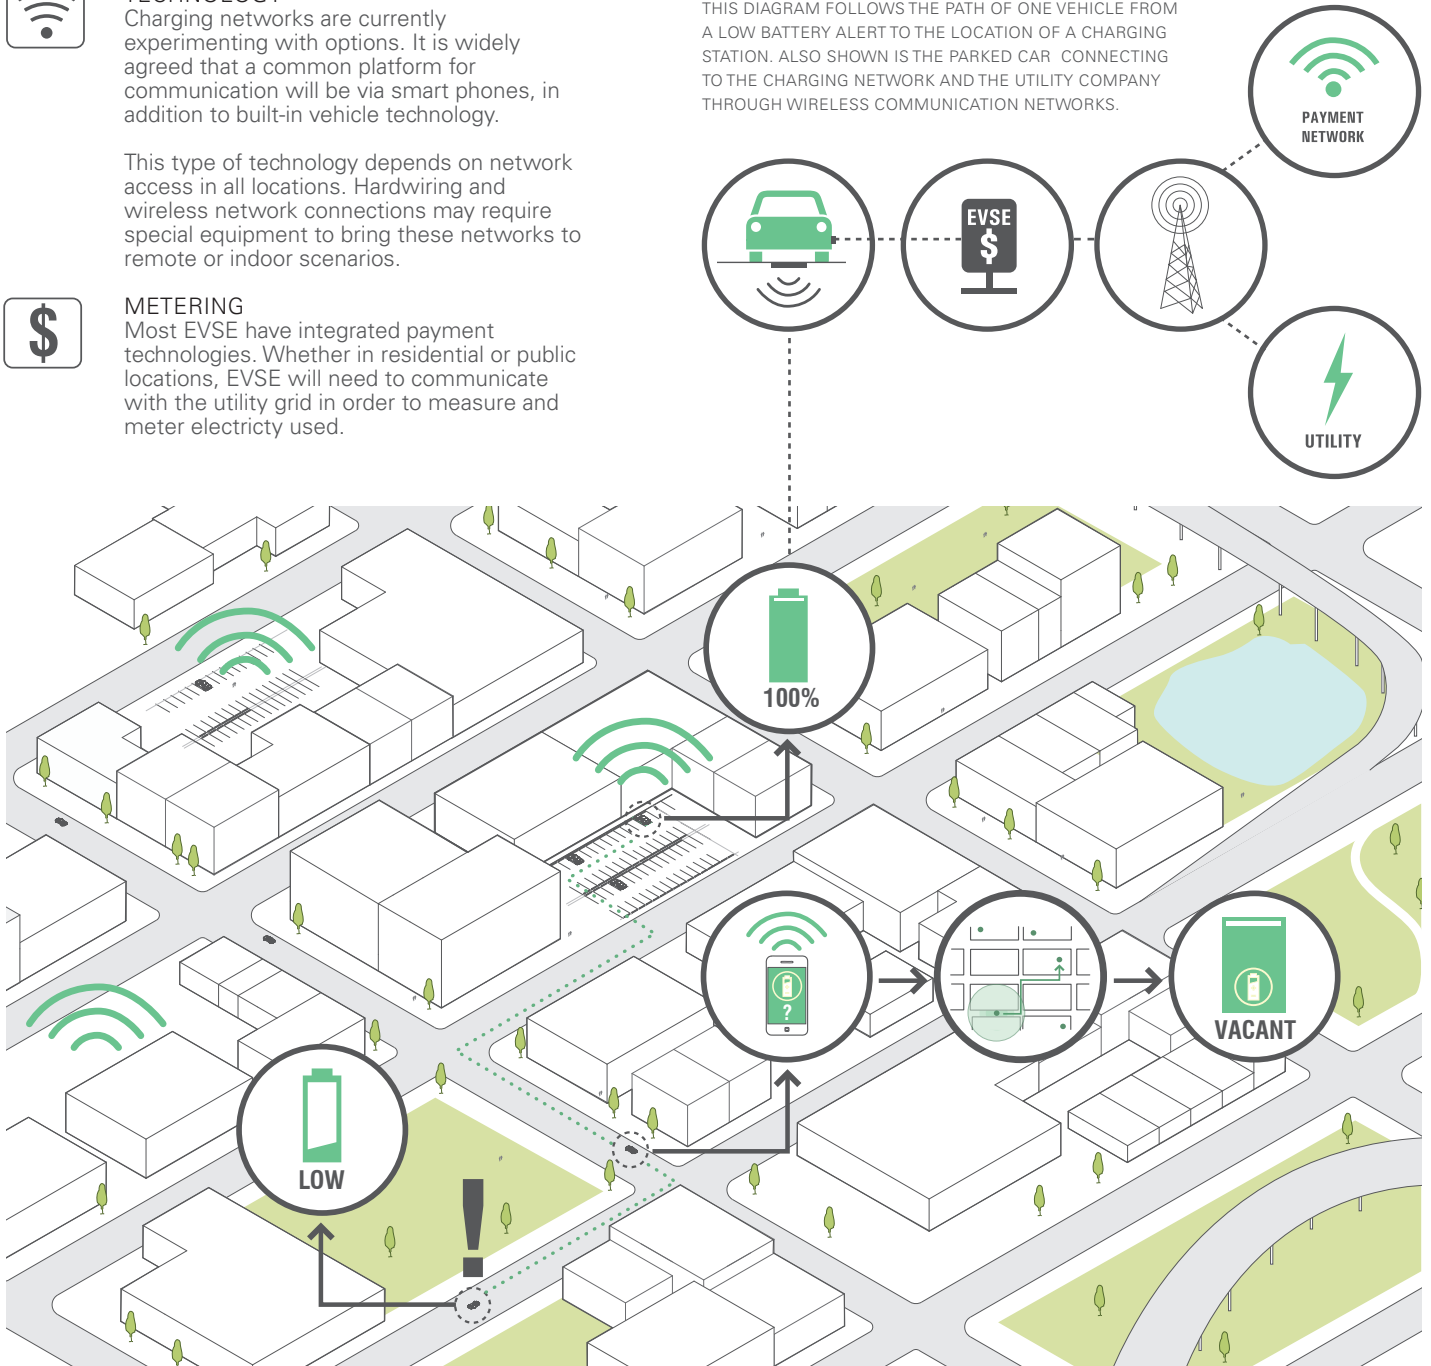 TECHNOLOGY
Charging networks are currently
experimenting with options. It is widely
agreed that a common platform for
communication will be via smart phones, in
addition to built-in vehicle technology.
This type of technology depends on network
access in all locations. Hardwiring and
wireless network connections may require
special equipment to bring these networks to
remote or indoor scenarios.
$
METERING
Most EVSE have integrated payment
technologies. Whether in residential or public
locations, EVSE will need to communicate
with the utility grid in order to measure and
meter electricty used.
THIS DIAGRAM FOLLOWS THE PATH OF ONE VEHICLE FROM
A LOW BATTERY ALERT TO THE LOCATION OF A CHARGING
STATION. ALSO SHOWN IS THE PARKED CAR CONNECTING
TO THE CHARGING NETWORK AND THE UTILITY COMPANY
THROUGH WIRELESS COMMUNICATION NETWORKS.
PAYMENT
NETWORK
EVSE
$
UTILITY
100%
?
VACANT
LOW
!